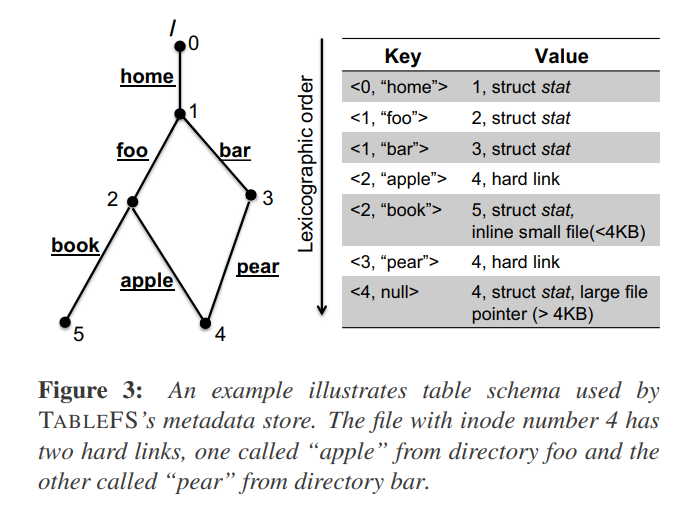 /
0
home
1
foo
bar
2
3
book
apple
pear
5
4
Lexicographic order
Key Value
<0, “home”> 1, struct stat
<1, “foo”> 2, struct stat
<1, “bar”> 3, struct stat
<2, “apple”> 4, hard link
<2, “book”> 5, struct stat,
inline small file(<4KB)
<3, “pear”> 4, hard link
<4, null> 4, struct stat, large file
pointer (> 4KB)
Figure 3: An example illustrates table schema used by
TABLEFS’s metadata store. The file with inode number 4 has
two hard links, one called “apple” from directory foo and the
other called “pear” from directory bar.